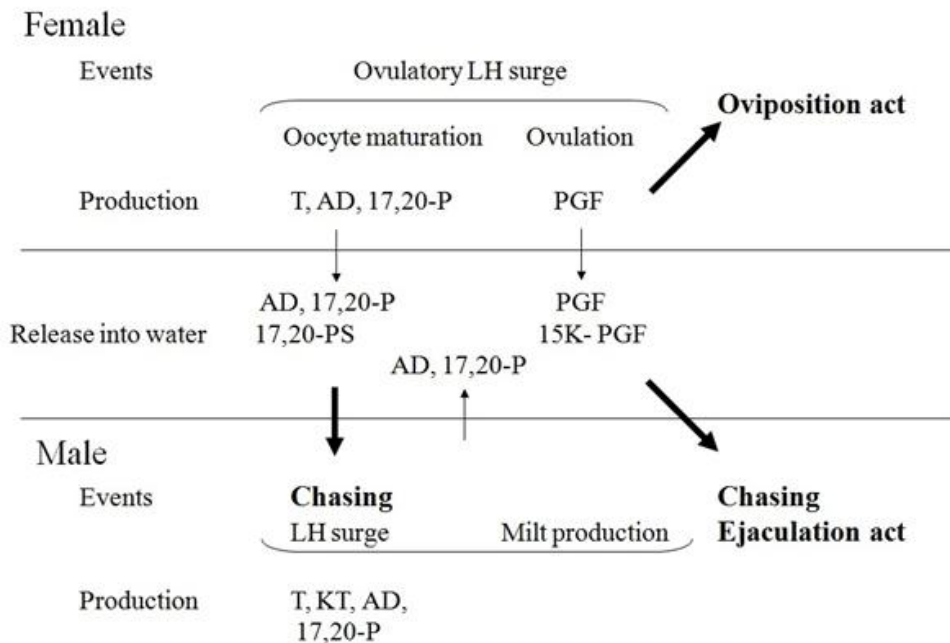 Female
Events Ovulatory LH surge
Oviposition act
Oocyte maturation Ovulation
Production T, AD, 17,20-P PGF
AD, 17,20-P PGF
Release into water 17,20-PS 15K- PGF
AD, 17,20-P
Male
Events Chasing Chasing
LH surge Milt production Ejaculation act
Production T, KT, AD,
17,20-P